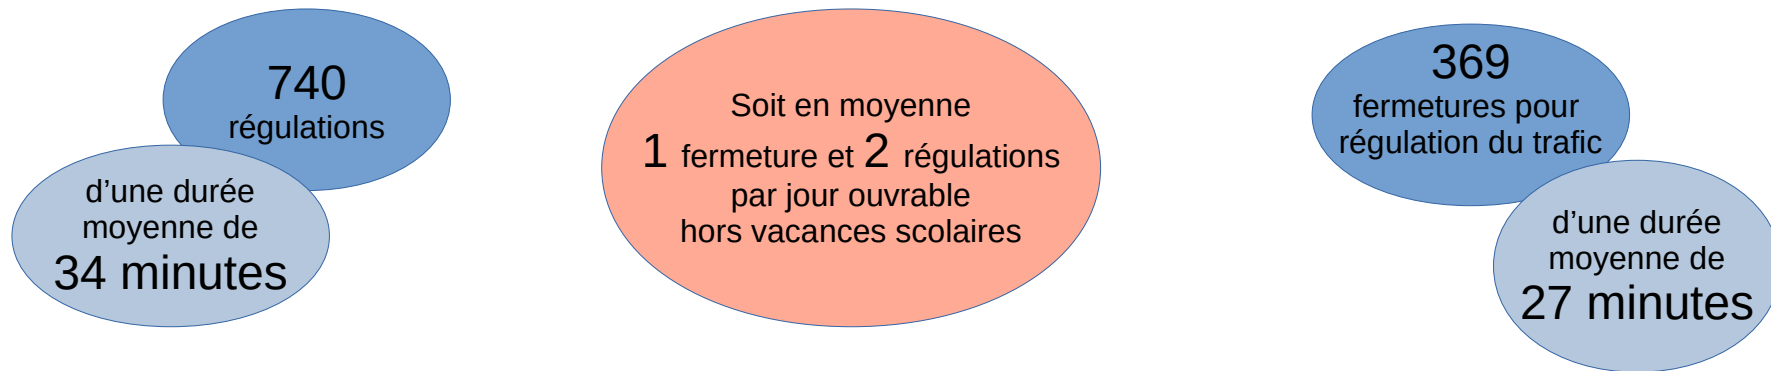 740
régulations
d’une durée
moyenne de
34 minutes
Soit en moyenne
1 fermeture et 2 régulations
par jour ouvrable
hors vacances scolaires
369
fermetures pour
régulation du trafic
d’une durée
moyenne de
27 minutes